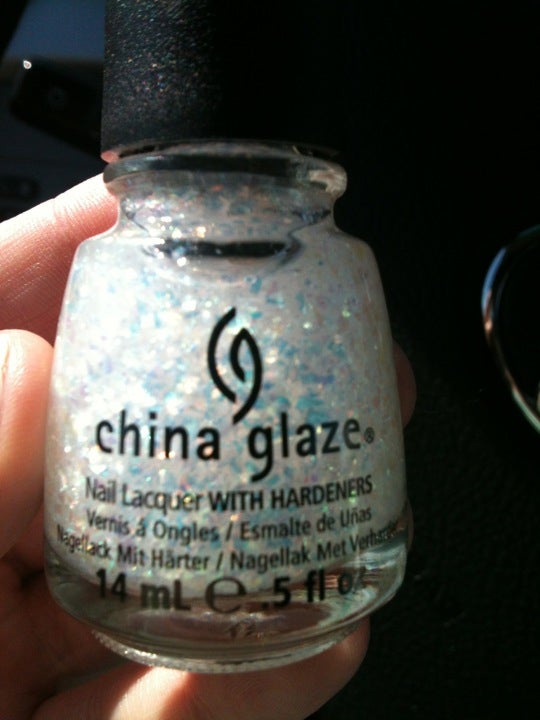 china glaze®
Nail Lacquer WITH HARDENERS
Vernis á Ongles / Esmalte de Uñas
Nagellack Mit Härter / Nagellak Met
14 mL ℮ .5 fl